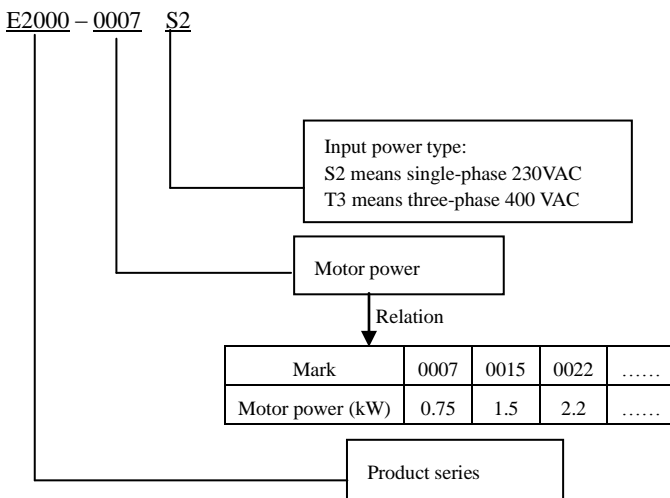 E2000 – 0007 S2
Input power type:
S2 means single-phase 230VAC
T3 means three-phase 400 VAC
Motor power
Relation
Mark 0007 0015 0022 ……
Motor power (kW) 0.75 1.5 2.2 ……
Product series